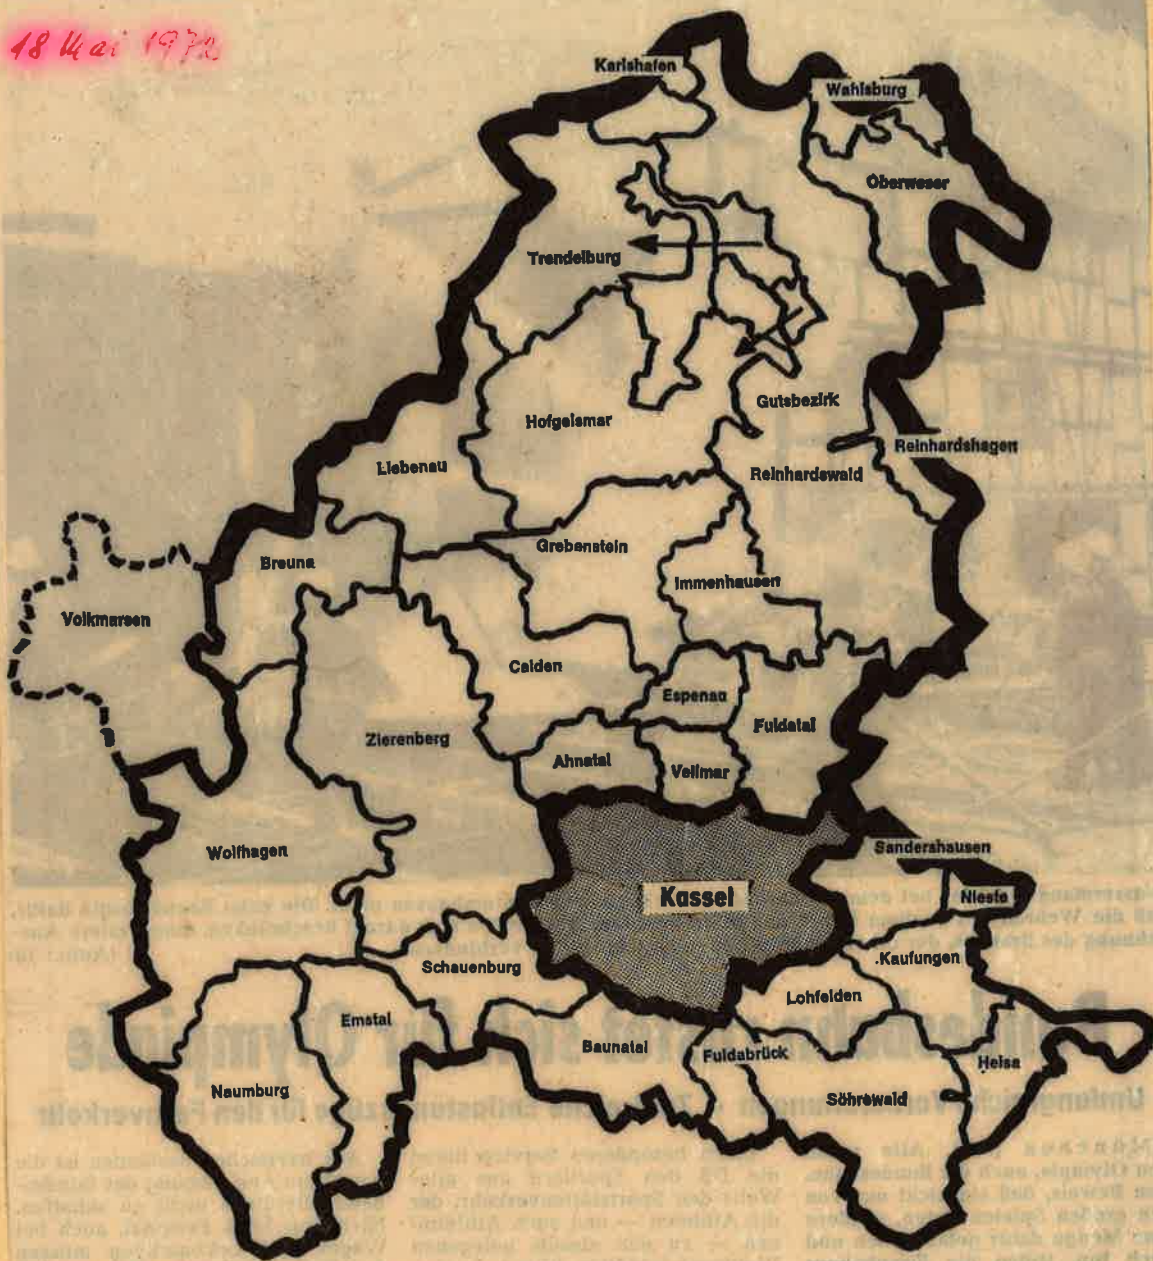 18 Mai 1972
Karlshafen
Wahlsburg
Oberweser
Trendelburg
Gutsbezirk
Hofgeismar
Reinhardshagen
Liebenau
Reinhardswald
Grebenstein
Breuna
Immenhausen
Volkmarsen
Calden
Espenau
Fuldatal
Zierenberg
Ahnatal
Vellmar
Sandershausen
Wolfhagen
Kassel
Nieste
Kaufungen
Schauenburg
Lohfelden
Emstal
Baunatal
Fuldabrück
Helsa
Naumburg
Söhrewald